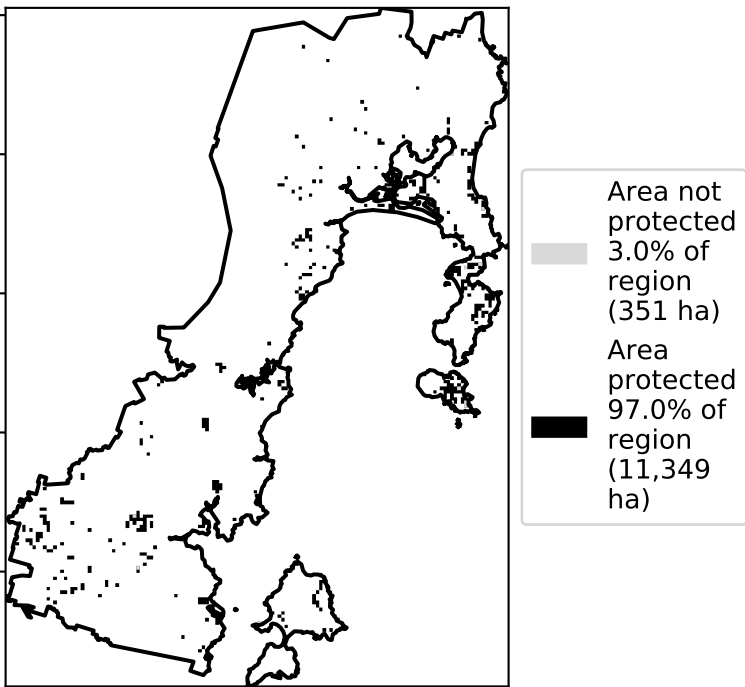 Area not
protected
3.0% of
region
(351 ha)
Area
protected
97.0% of
region
(11,349
ha)